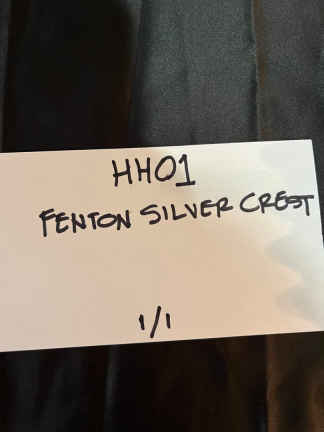 HH01
FENTON SILVER CREST
1/1